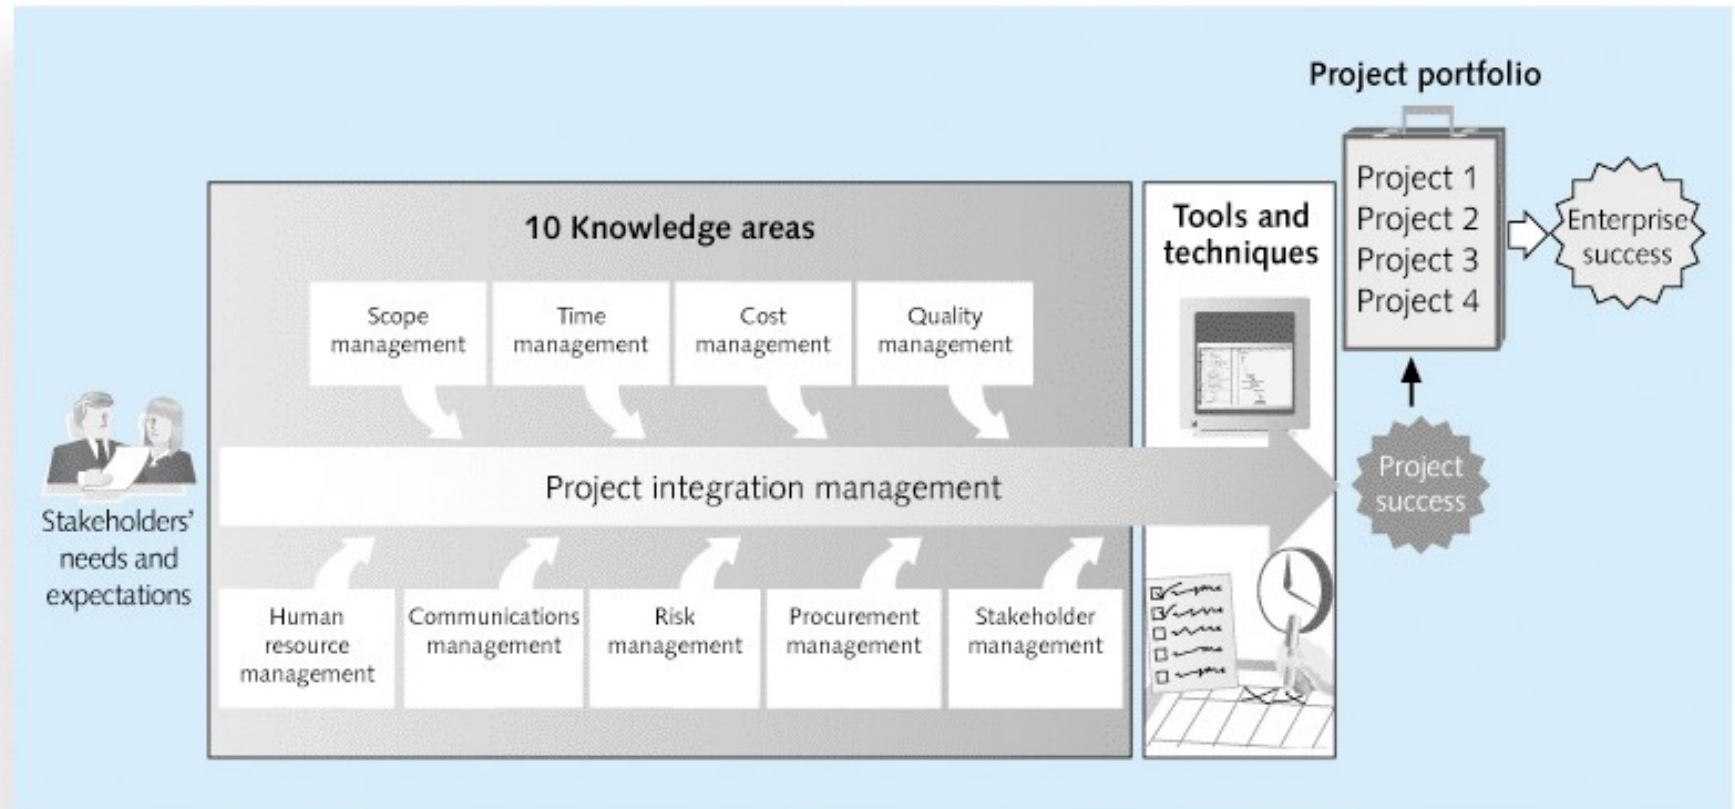 Project portfolio
Project 1
Project 2
Project 3
Project 4
Enterprise
success
10 Knowledge areas
Tools and
techniques
Scope
management
Time
management
Cost
management
Quality
management
Project integration management
Project
success
Stakeholders’
needs and
expectations
Human
resource
management
Communications
management
Risk
management
Procurement
management
Stakeholder
management